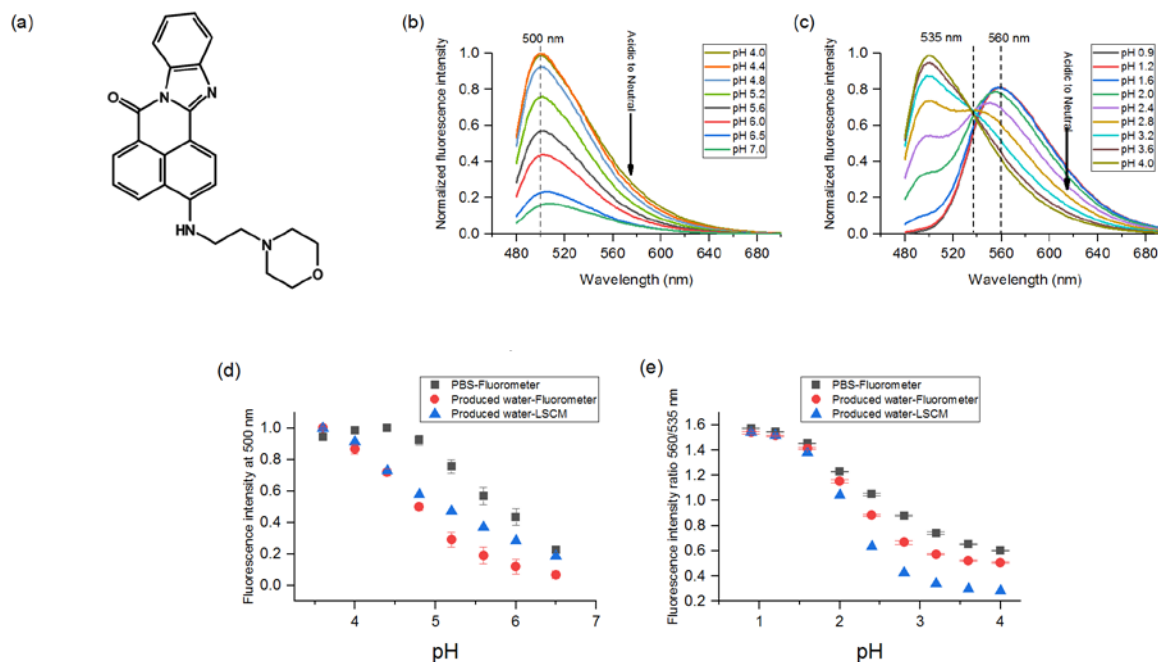 (a)
O
N
N
HN
N
O
(b)
500 nm
Acidic to Neutral
Normalized fluorescence intensity
1.0
0.8
0.6
0.4
0.2
0.0
pH 4.0
pH 4.4
pH 4.8
pH 5.2
pH 5.6
pH 6.0
pH 6.5
pH 7.0
480 520 560 600 640 680
Wavelength (nm)
(c)
535 nm
560 nm
Acidic to Neutral
Normalized fluorescence intensity
1.0
0.8
0.6
0.4
0.2
0.0
pH 0.9
pH 1.2
pH 1.6
pH 2.0
pH 2.4
pH 2.8
pH 3.2
pH 3.6
pH 4.0
480 520 560 600 640 680
Wavelength (nm)
(d)
PBS-Fluorometer
Produced water-Fluorometer
Produced water-LSCM
Fluorescence intensity at 500 nm
1.0
0.8
0.6
0.4
0.2
0.0
4 5 6 7
pH
(e)
PBS-Fluorometer
Produced water-Fluorometer
Produced water-LSCM
Fluorescence intensity ratio 560/535 nm
1.6
1.4
1.2
1.0
0.8
0.6
0.4
0.2
1 2 3 4
pH